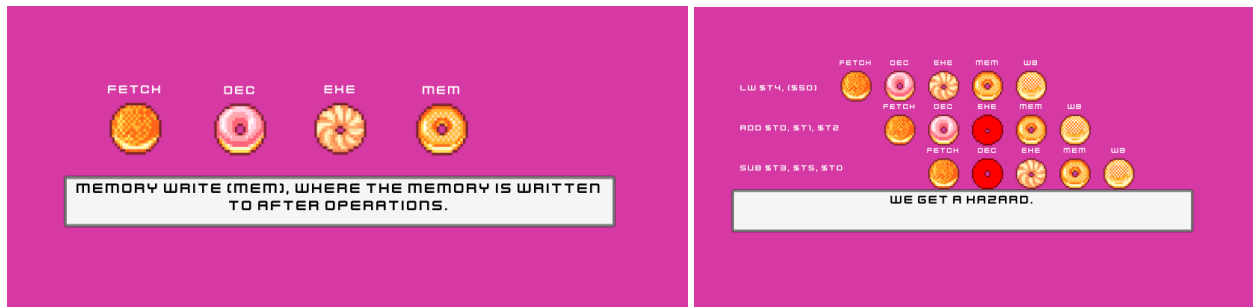 FETCH DEC EXE MEM
MEMORY WRITE (MEM), WHERE THE MEMORY IS WRITTEN
TO AFTER OPERATIONS.
FETCH DEC EXE MEM WB
LW $T4, ($S0)
FETCH DEC EXE MEM WB
ADD $T0, $T1, $T2
FETCH DEC EXE MEM WB
SUB $T3, $T5, $T0
WE GET A HAZARD.